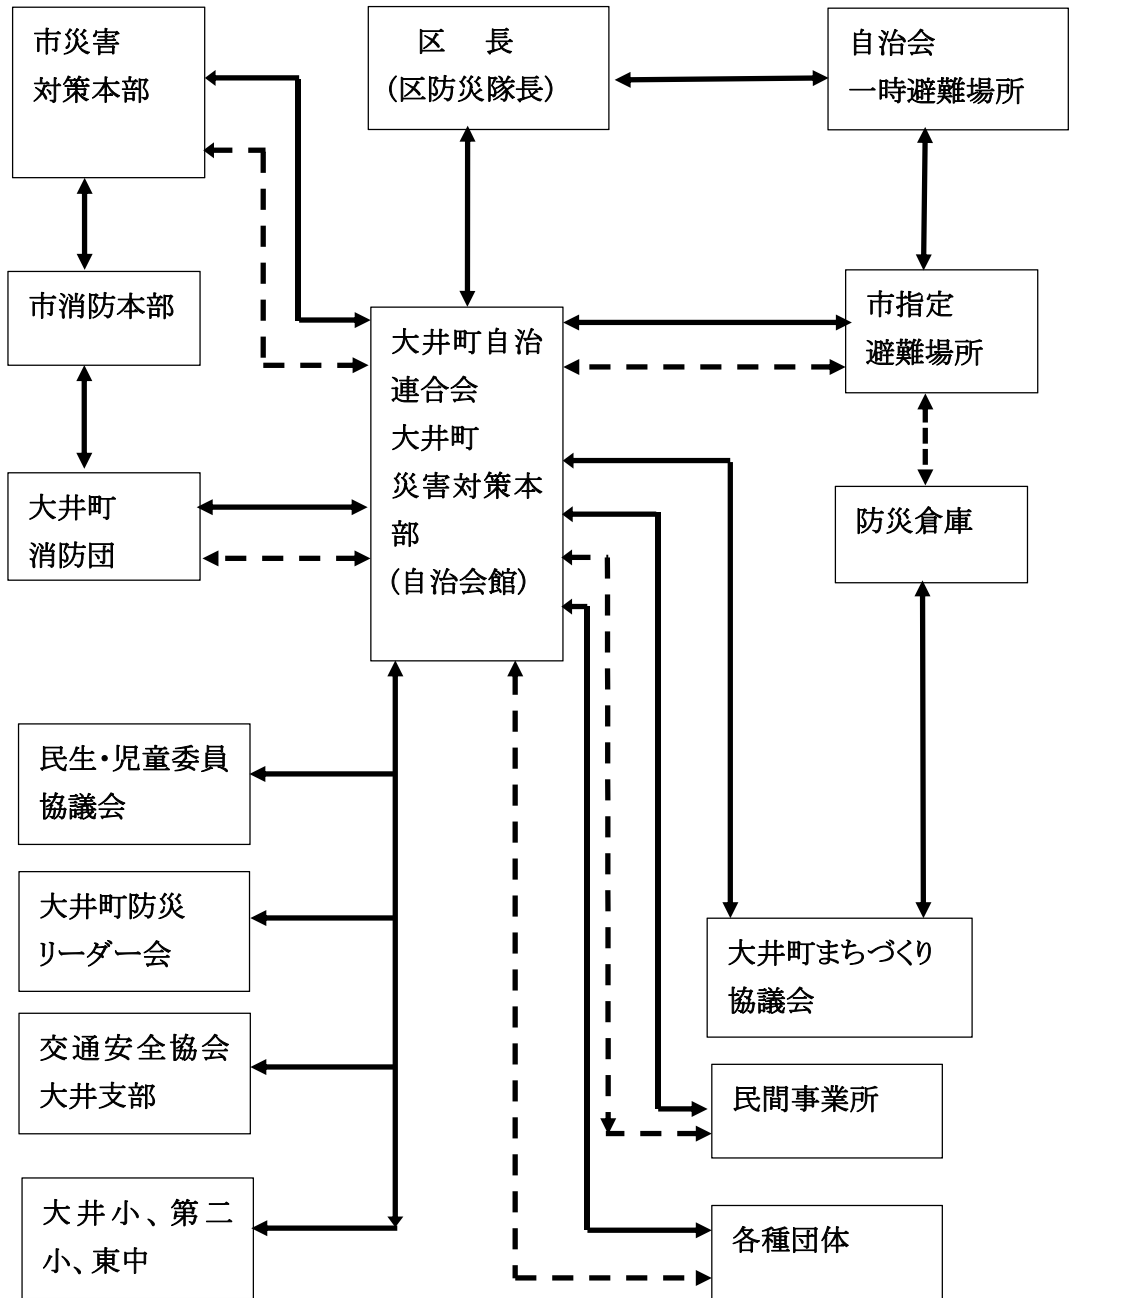 市災害
対策本部
区　長
(区防災隊長)
自治会
一時避難場所
市消防本部
大井町自治
連合会
大井町
災害対策本
部
(自治会館)
市指定
避難場所
大井町
消防団
防災倉庫
民生・児童委員
協議会
大井町防災
リーダー会
大井町まちづくり
協議会
交通安全協会
大井支部
民間事業所
大井小、第二
小、東中
各種団体